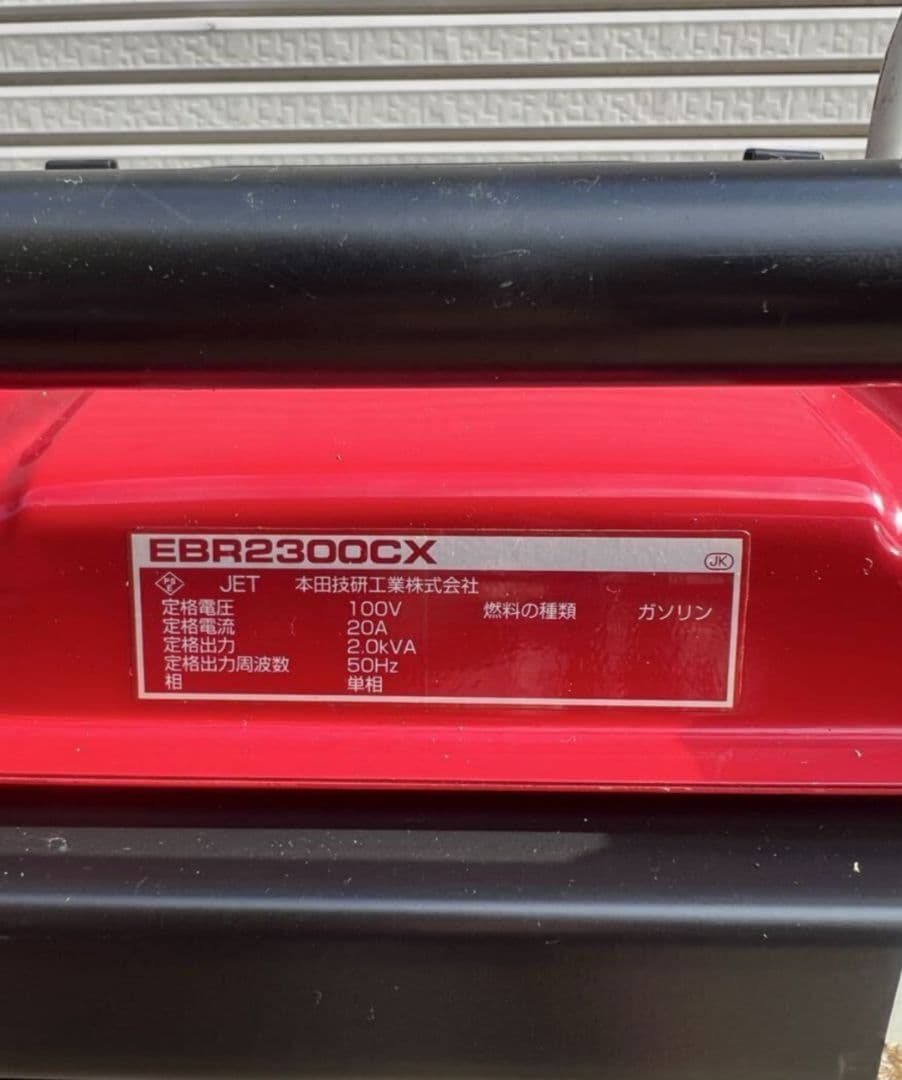 EBR2300CX
JK
PSE JET 本田技研工業株式会社
定格電圧 100V 燃料の種類 ガソリン
定格電流 20A
定格出力 2.0kVA
定格出力周波数 50Hz
相 単相